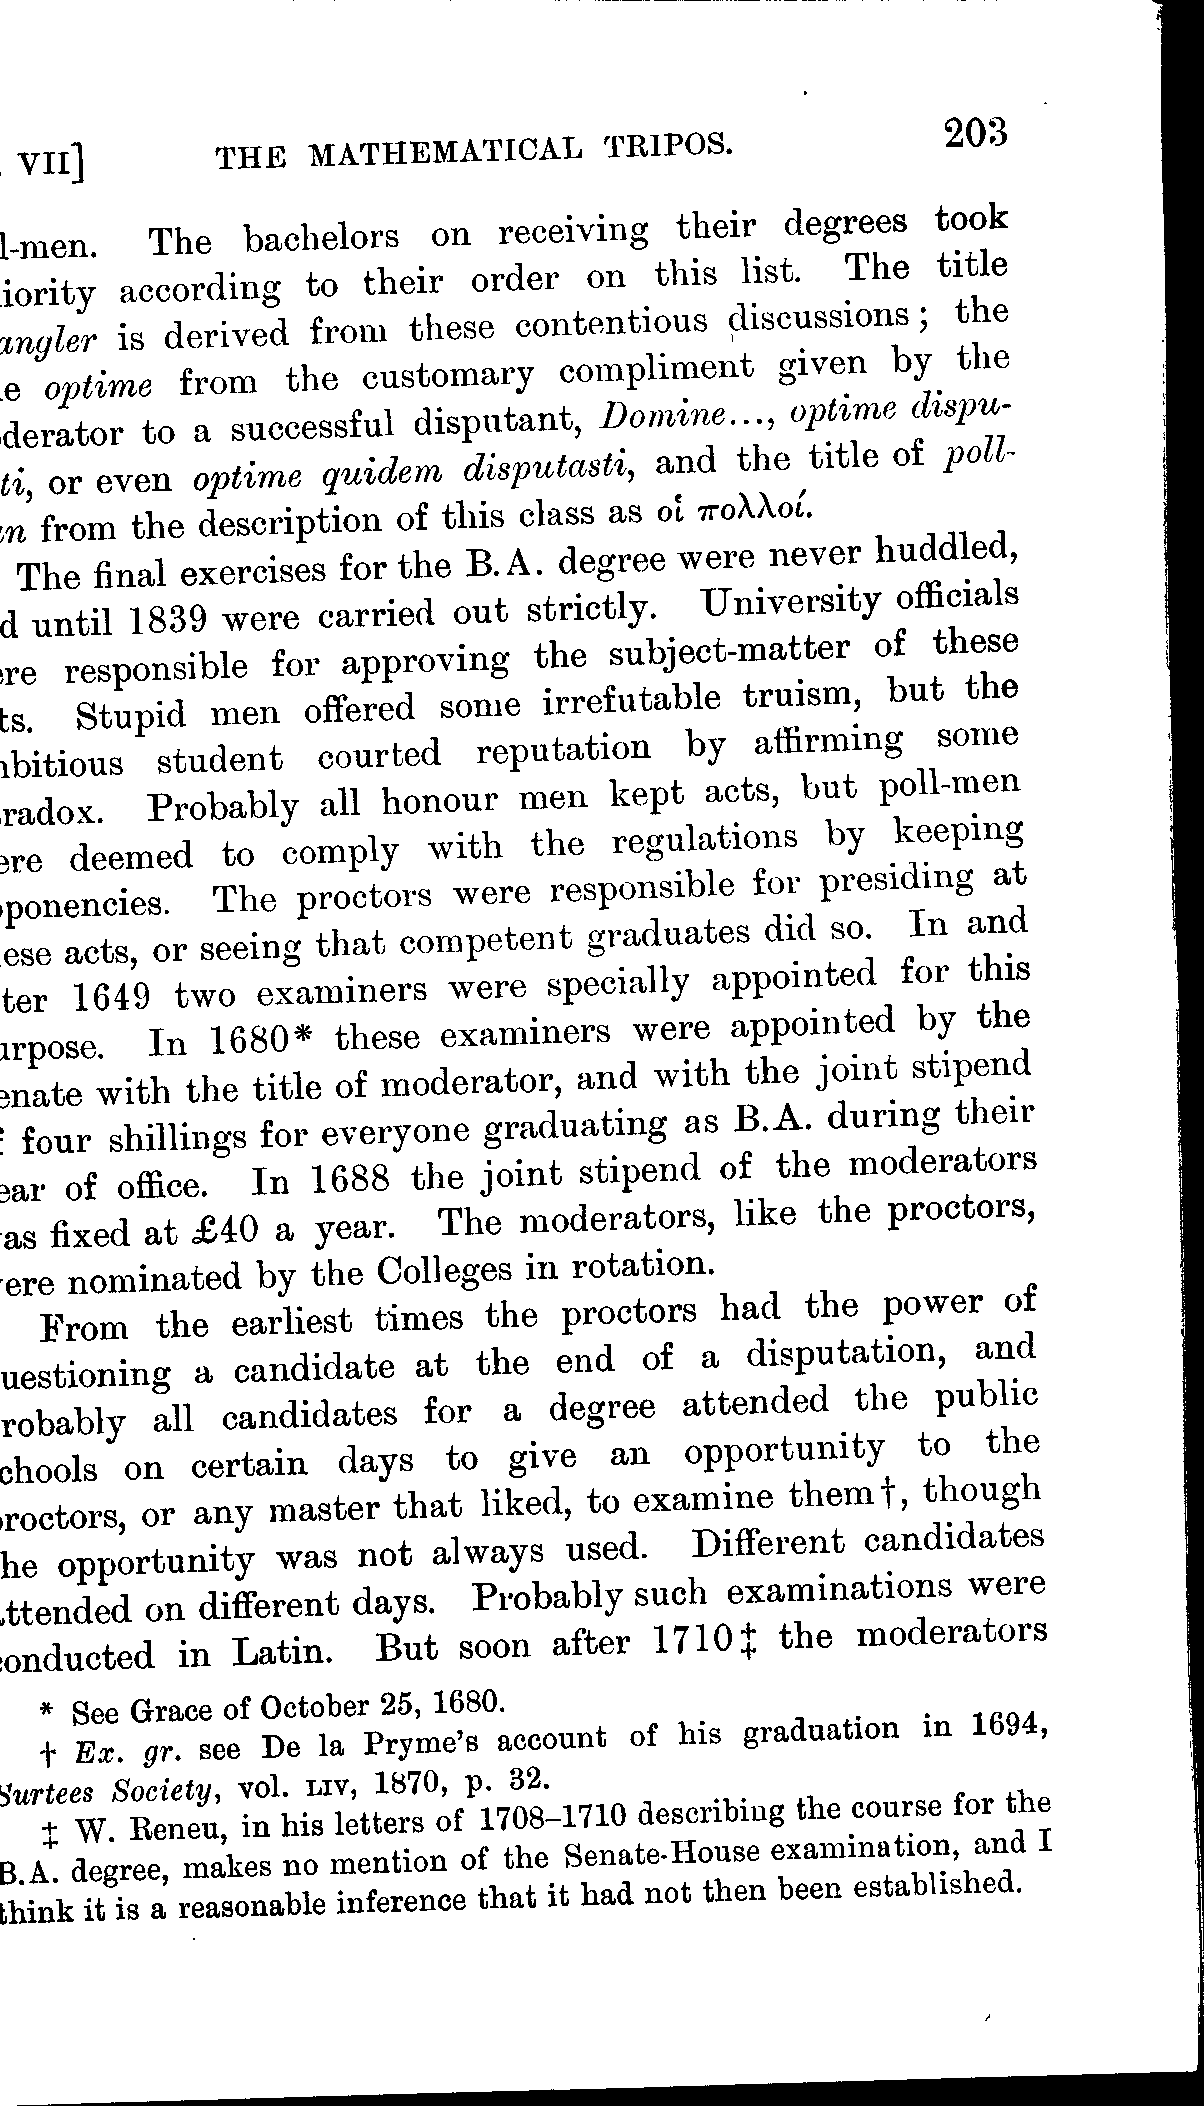 . VII] THE MATHEMATICAL TRIPOS. 203
l-men. The bachelors on receiving their degrees took
iority according to their order on this list. The title
angler is derived from these contentious discussions; the
le optime from the customary compliment given by the
derator to a successful disputant, Domine..., optime dispu-
ti, or even optime quidem disputasti, and the title of poll-
en from the description of this class as οἱ πολλοί.
The final exercises for the B.A. degree were never huddled,
d until 1839 were carried out strictly. University officials
ere responsible for approving the subject-matter of these
ts. Stupid men offered some irrefutable truism, but the
nbitious student courted reputation by affirming some
radox. Probably all honour men kept acts, but poll-men
ere deemed to comply with the regulations by keeping
ponencies. The proctors were responsible for presiding at
ese acts, or seeing that competent graduates did so. In and
ter 1649 two examiners were specially appointed for this
urpose. In 1680* these examiners were appointed by the
enate with the title of moderator, and with the joint stipend
f four shillings for everyone graduating as B.A. during their
ear of office. In 1688 the joint stipend of the moderators
as fixed at £40 a year. The moderators, like the proctors,
ere nominated by the Colleges in rotation.
From the earliest times the proctors had the power of
uestioning a candidate at the end of a disputation, and
robably all candidates for a degree attended the public
chools on certain days to give an opportunity to the
roctors, or any master that liked, to examine them†, though
he opportunity was not always used. Different candidates
ttended on different days. Probably such examinations were
conducted in Latin. But soon after 1710‡ the moderators
* See Grace of October 25, 1680.
† Ex. gr. see De la Pryme's account of his graduation in 1694,
Surtees Society, vol. LIV, 1870, p. 32.
‡ W. Reneu, in his letters of 1708–1710 describing the course for the
B.A. degree, makes no mention of the Senate-House examination, and I
think it is a reasonable inference that it had not then been established.